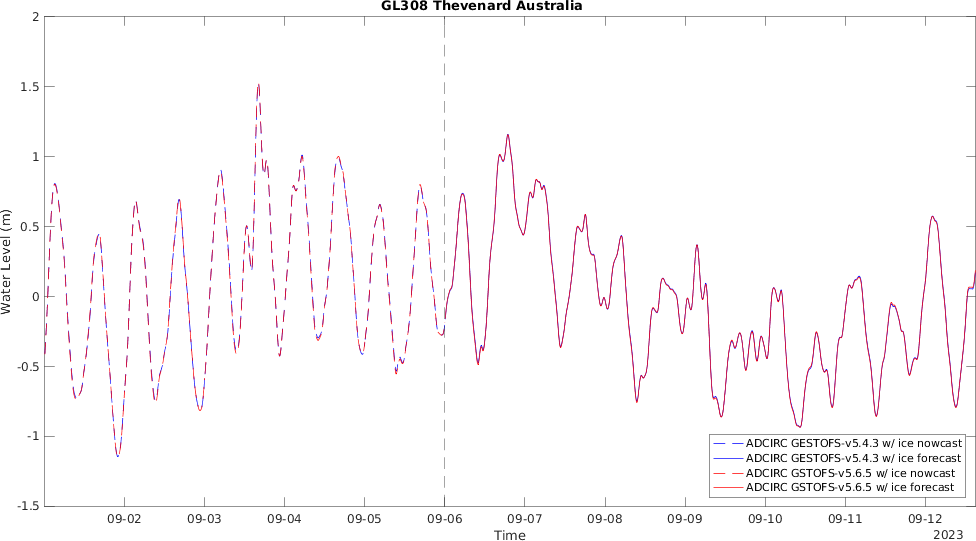 GL308 Thevenard Australia
2
1.5
1
0.5
0
-0.5
-1
-1.5
Water Level (m)
ADCIRC GESTOFS-v5.4.3 w/ ice nowcast
ADCIRC GESTOFS-v5.4.3 w/ ice forecast
ADCIRC GSTOFS-v5.6.5 w/ ice nowcast
ADCIRC GSTOFS-v5.6.5 w/ ice forecast
09-02 09-03 09-04 09-05 09-06 09-07 09-08 09-09 09-10 09-11 09-12
Time
2023